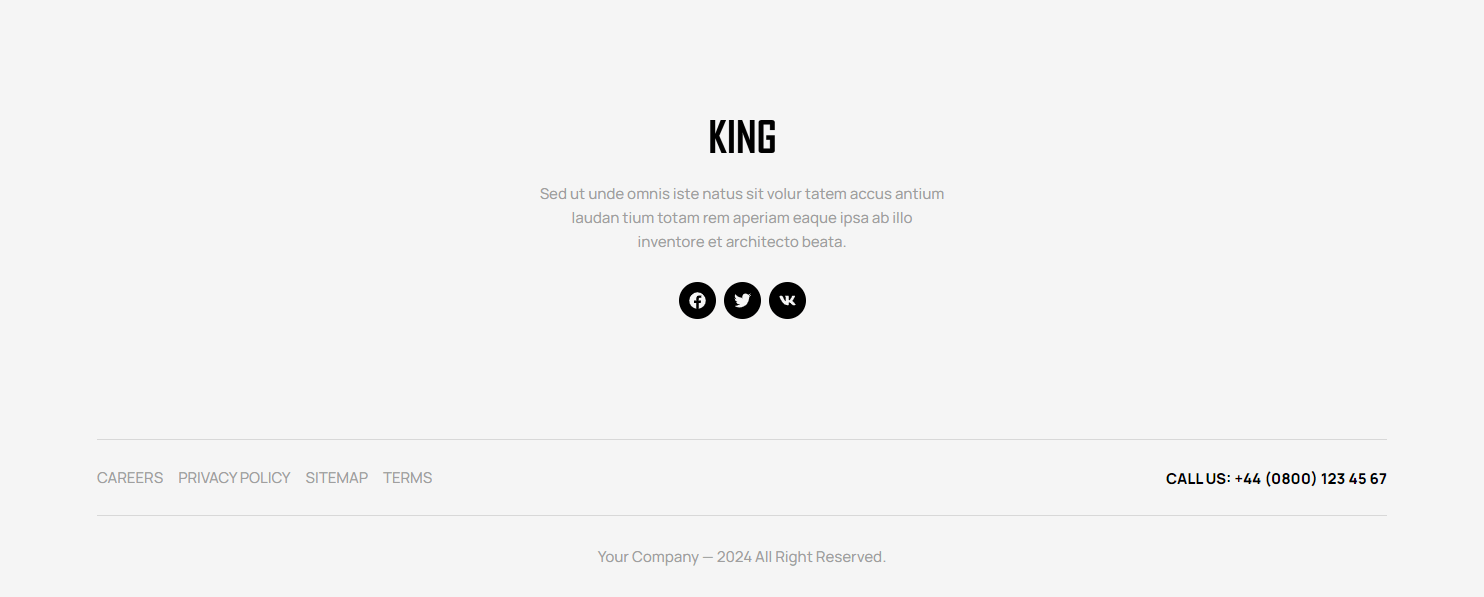 KING
Sed ut unde omnis iste natus sit volur tatem accus antium
laudan tium totam rem aperiam eaque ipsa ab illo
inventore et architecto beata.
CAREERS PRIVACY POLICY SITEMAP TERMS
CALL US: +44 (0800) 123 45 67
Your Company — 2024 All Right Reserved.